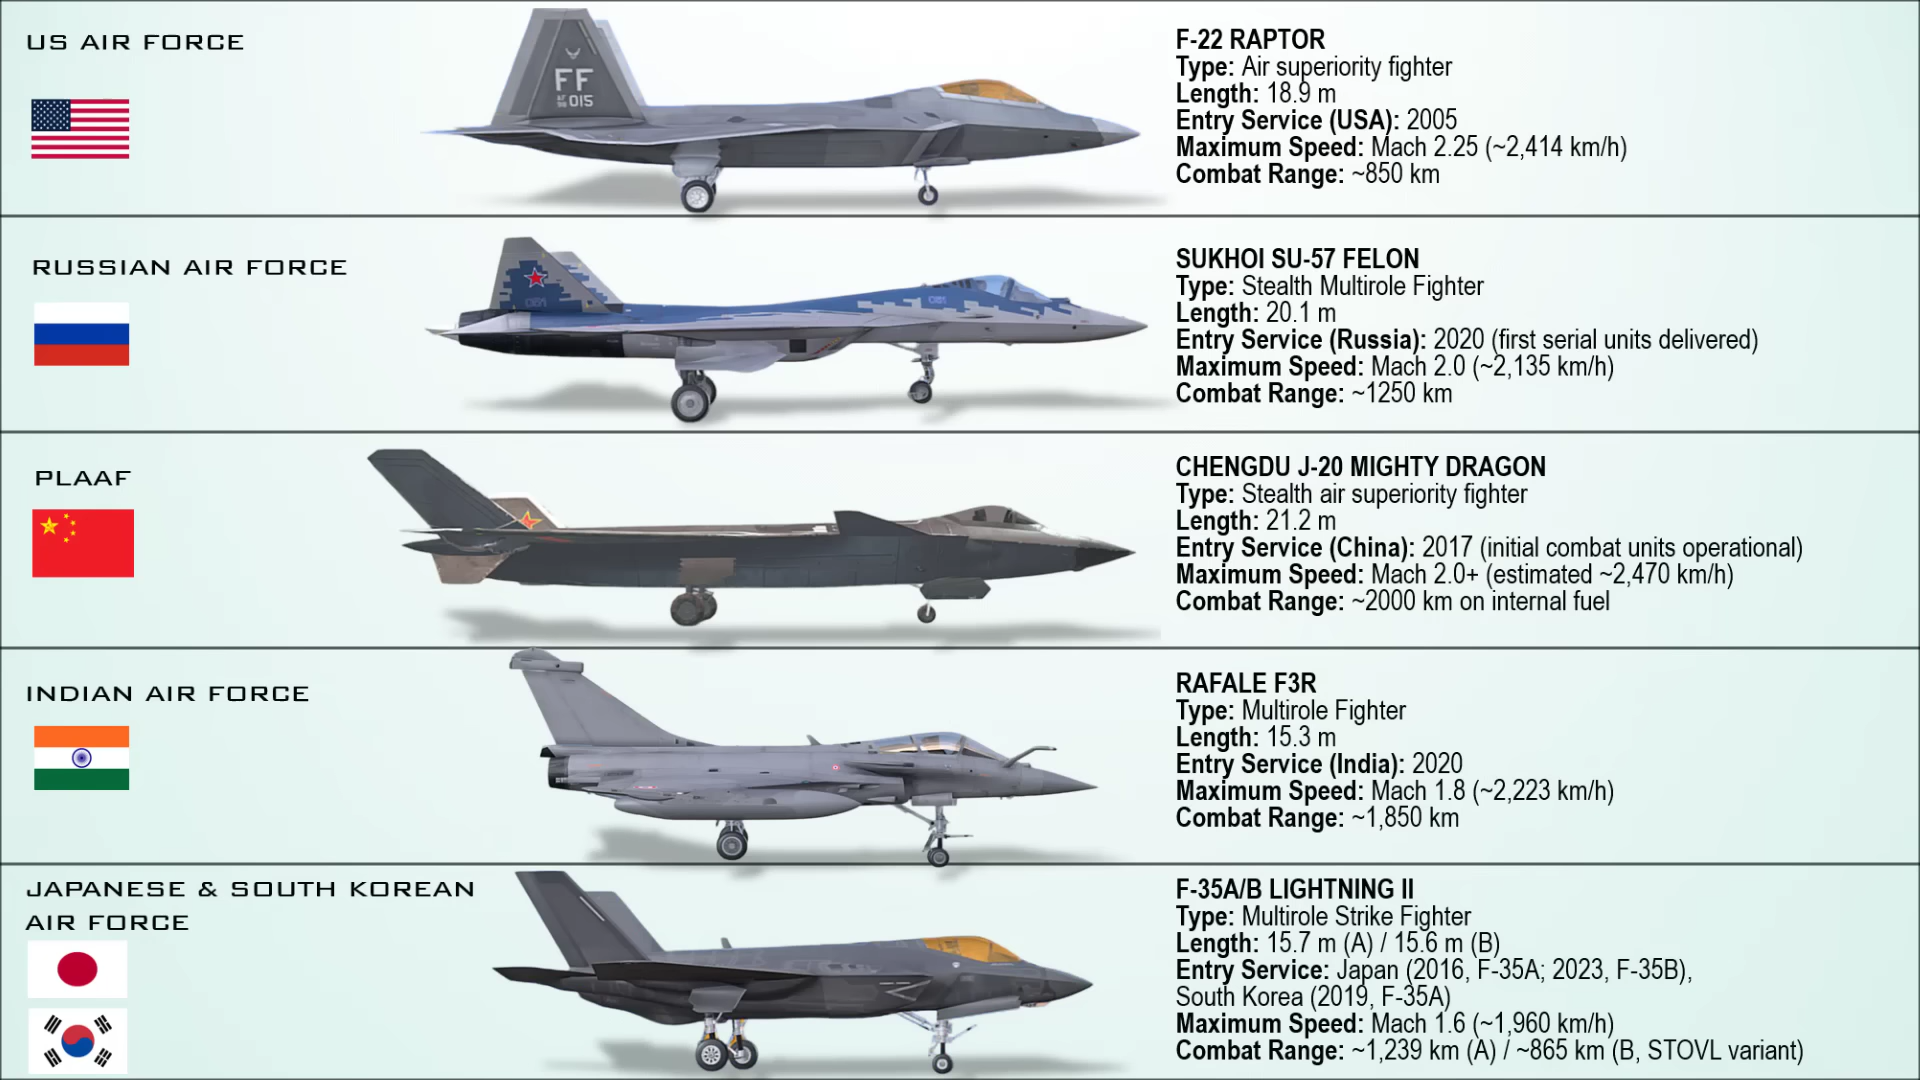 US AIR FORCE
FF
AF
98 015
F-22 RAPTOR
Type: Air superiority fighter
Length: 18.9 m
Entry Service (USA): 2005
Maximum Speed: Mach 2.25 (~2,414 km/h)
Combat Range: ~850 km
RUSSIAN AIR FORCE
SUKHOI SU-57 FELON
Type: Stealth Multirole Fighter
Length: 20.1 m
Entry Service (Russia): 2020 (first serial units delivered)
Maximum Speed: Mach 2.0 (~2,135 km/h)
Combat Range: ~1250 km
PLAAF
CHENGDU J-20 MIGHTY DRAGON
Type: Stealth air superiority fighter
Length: 21.2 m
Entry Service (China): 2017 (initial combat units operational)
Maximum Speed: Mach 2.0+ (estimated ~2,470 km/h)
Combat Range: ~2000 km on internal fuel
INDIAN AIR FORCE
RAFALE F3R
Type: Multirole Fighter
Length: 15.3 m
Entry Service (India): 2020
Maximum Speed: Mach 1.8 (~2,223 km/h)
Combat Range: ~1,850 km
JAPANESE & SOUTH KOREAN
AIR FORCE
F-35A/B LIGHTNING II
Type: Multirole Strike Fighter
Length: 15.7 m (A) / 15.6 m (B)
Entry Service: Japan (2016, F-35A; 2023, F-35B),
South Korea (2019, F-35A)
Maximum Speed: Mach 1.6 (~1,960 km/h)
Combat Range: ~1,239 km (A) / ~865 km (B, STOVL variant)